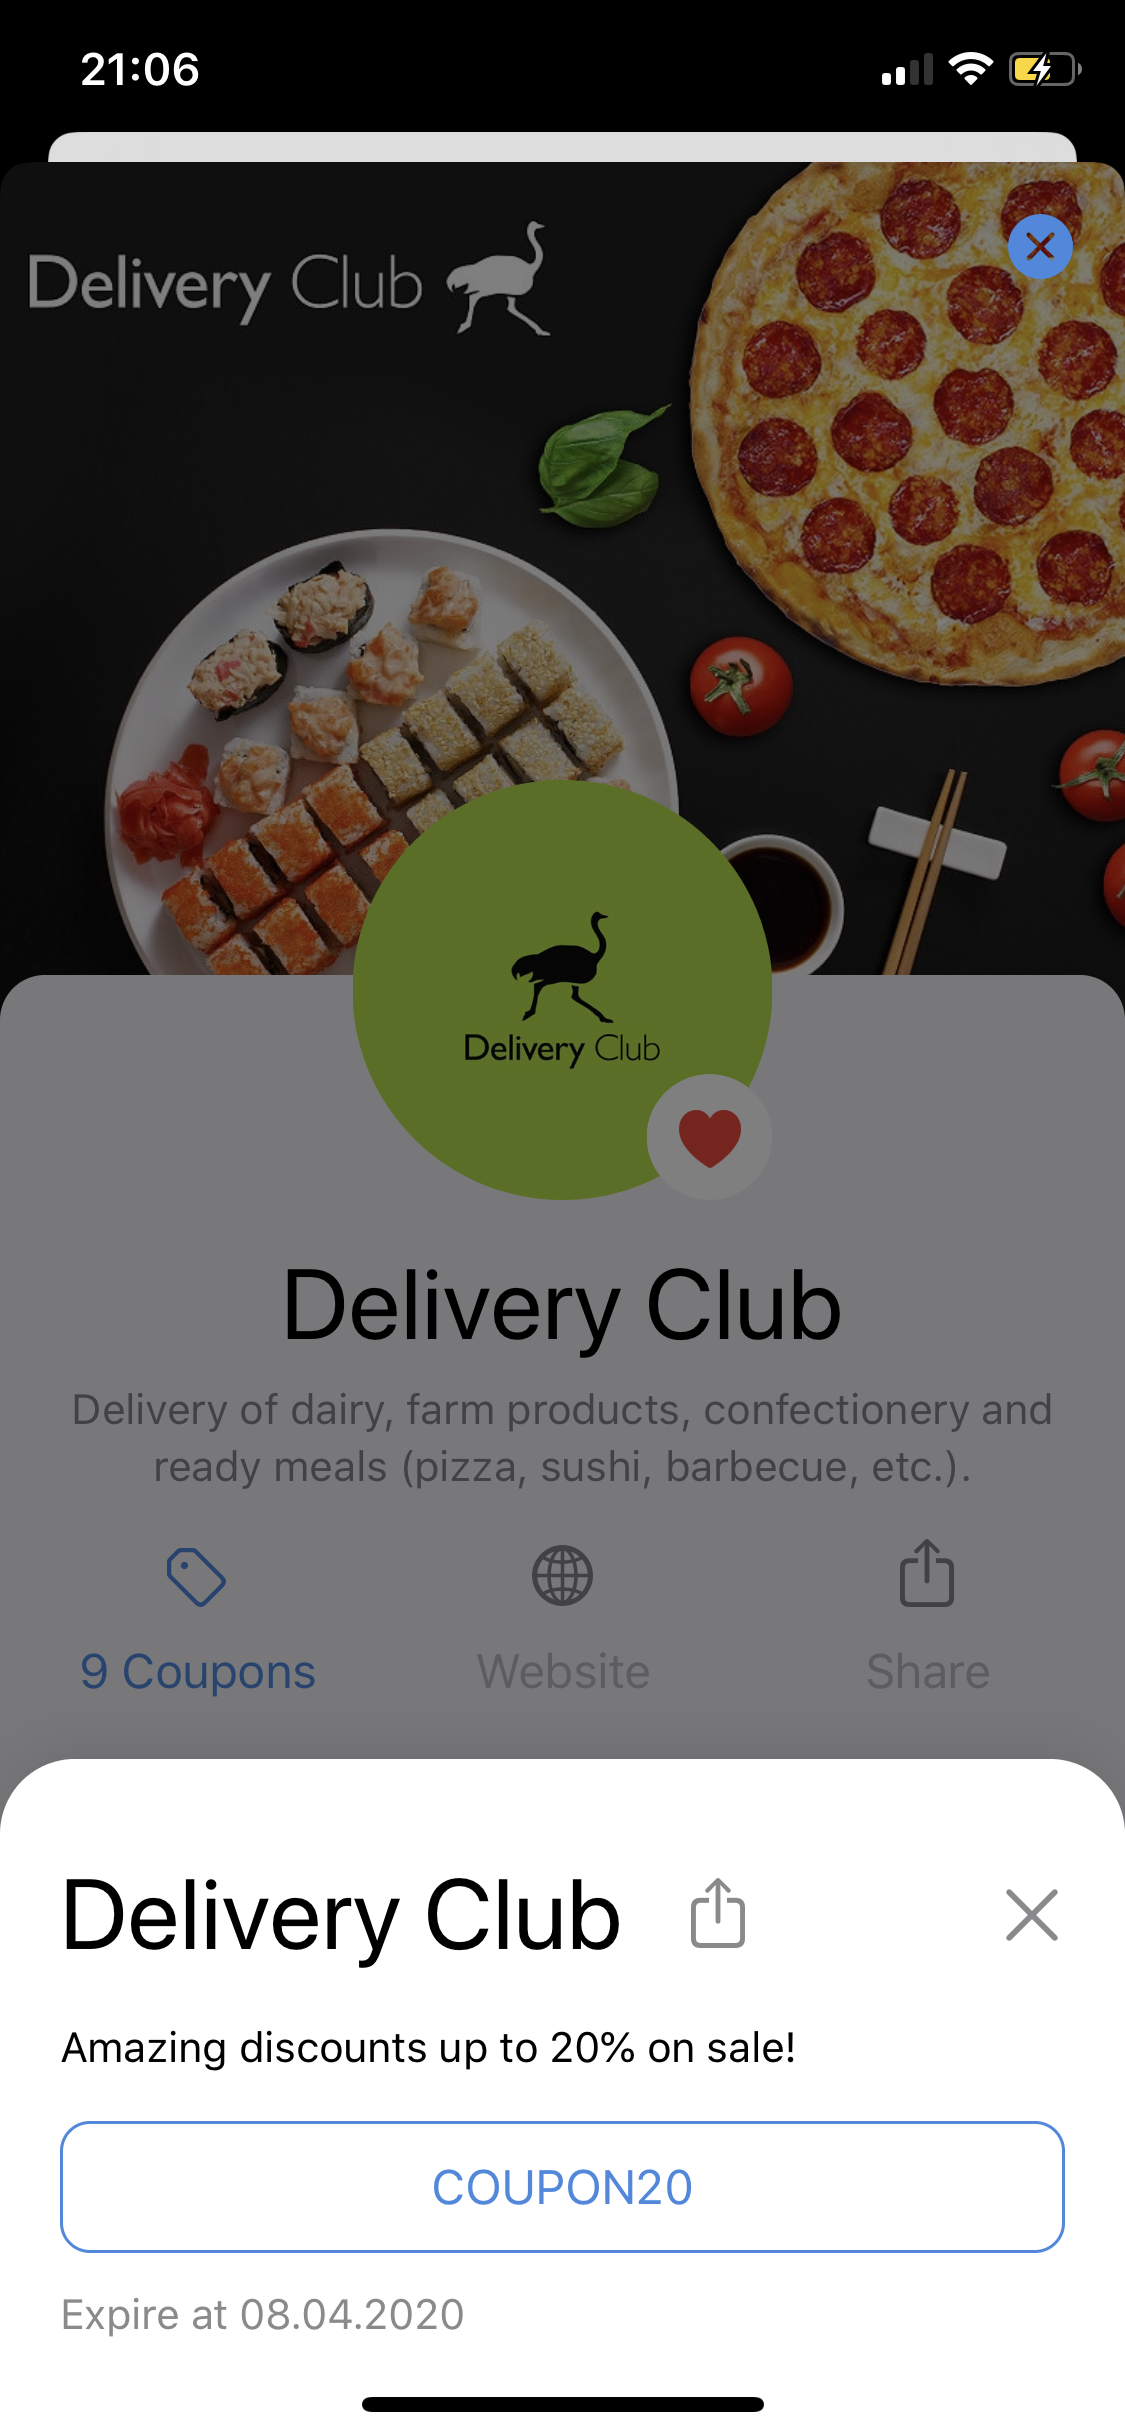 21:06
Delivery Club
Delivery Club
Delivery Club
Delivery of dairy, farm products, confectionery and
ready meals (pizza, sushi, barbecue, etc.).
9 Coupons
Website
Share
Delivery Club
Amazing discounts up to 20% on sale!
COUPON20
Expire at 08.04.2020